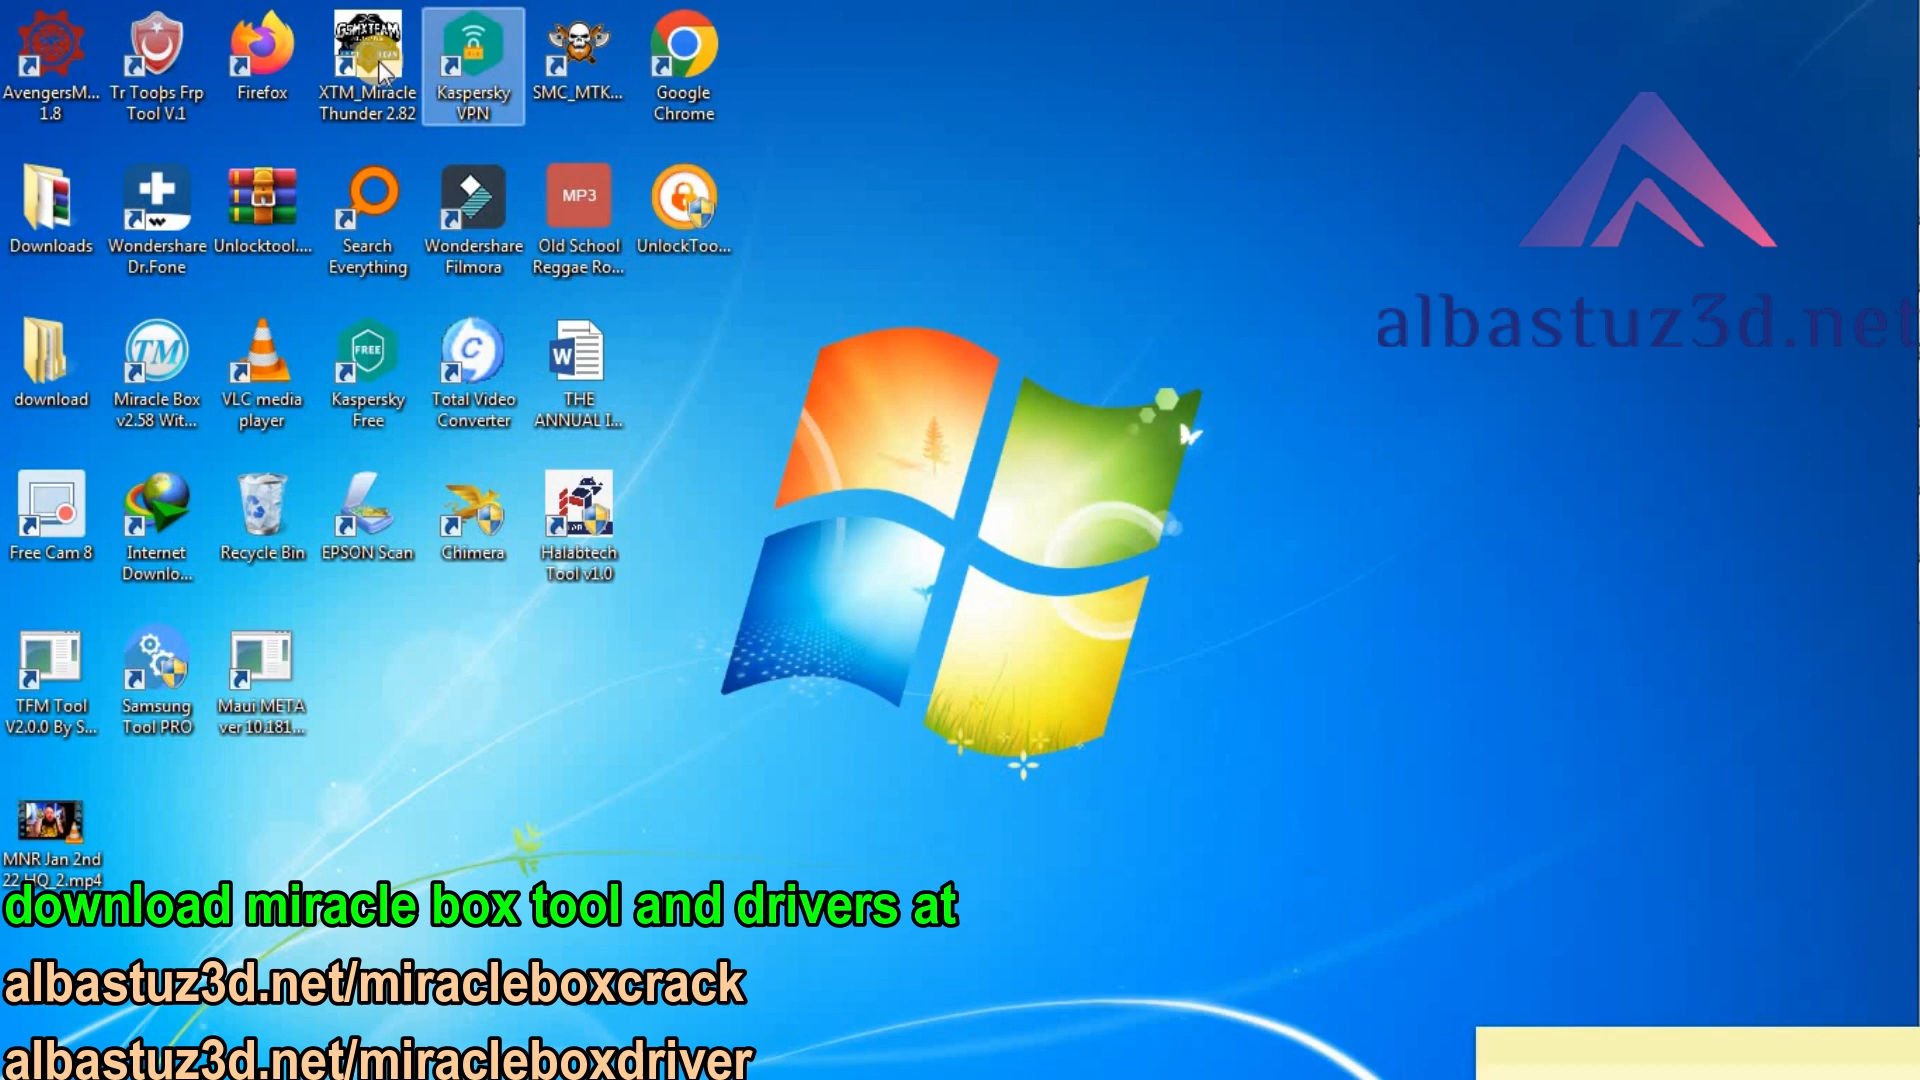 AvengersM...
1.8
Tr Tools Frp
Tool V.1
Firefox
XTM_Miracle
Thunder 2.82
Kaspersky
VPN
SMC_MTK...
Google
Chrome
Downloads
Wondershare
Dr.Fone
Unlocktool....
Search
Everything
Wondershare
Filmora
MP3
Old School
Reggae Ro...
UnlockToo...
albastuz3d.net
download
TM
Miracle Box
v2.58 Wit...
VLC media
player
FREE
Kaspersky
Free
Total Video
Converter
W
THE
ANNUAL I...
Free Cam 8
Internet
Downlo...
Recycle Bin
EPSON Scan
Chimera
Halabtech
Tool v1.0
TFM Tool
V2.0.0 By S...
Samsung
Tool PRO
Maui META
ver 10.181...
MNR Jan 2nd
22 HQ_2.mp4
download miracle box tool and drivers at
albastuz3d.net/miracleboxcrack
albastuz3d.net/miracleboxdriver